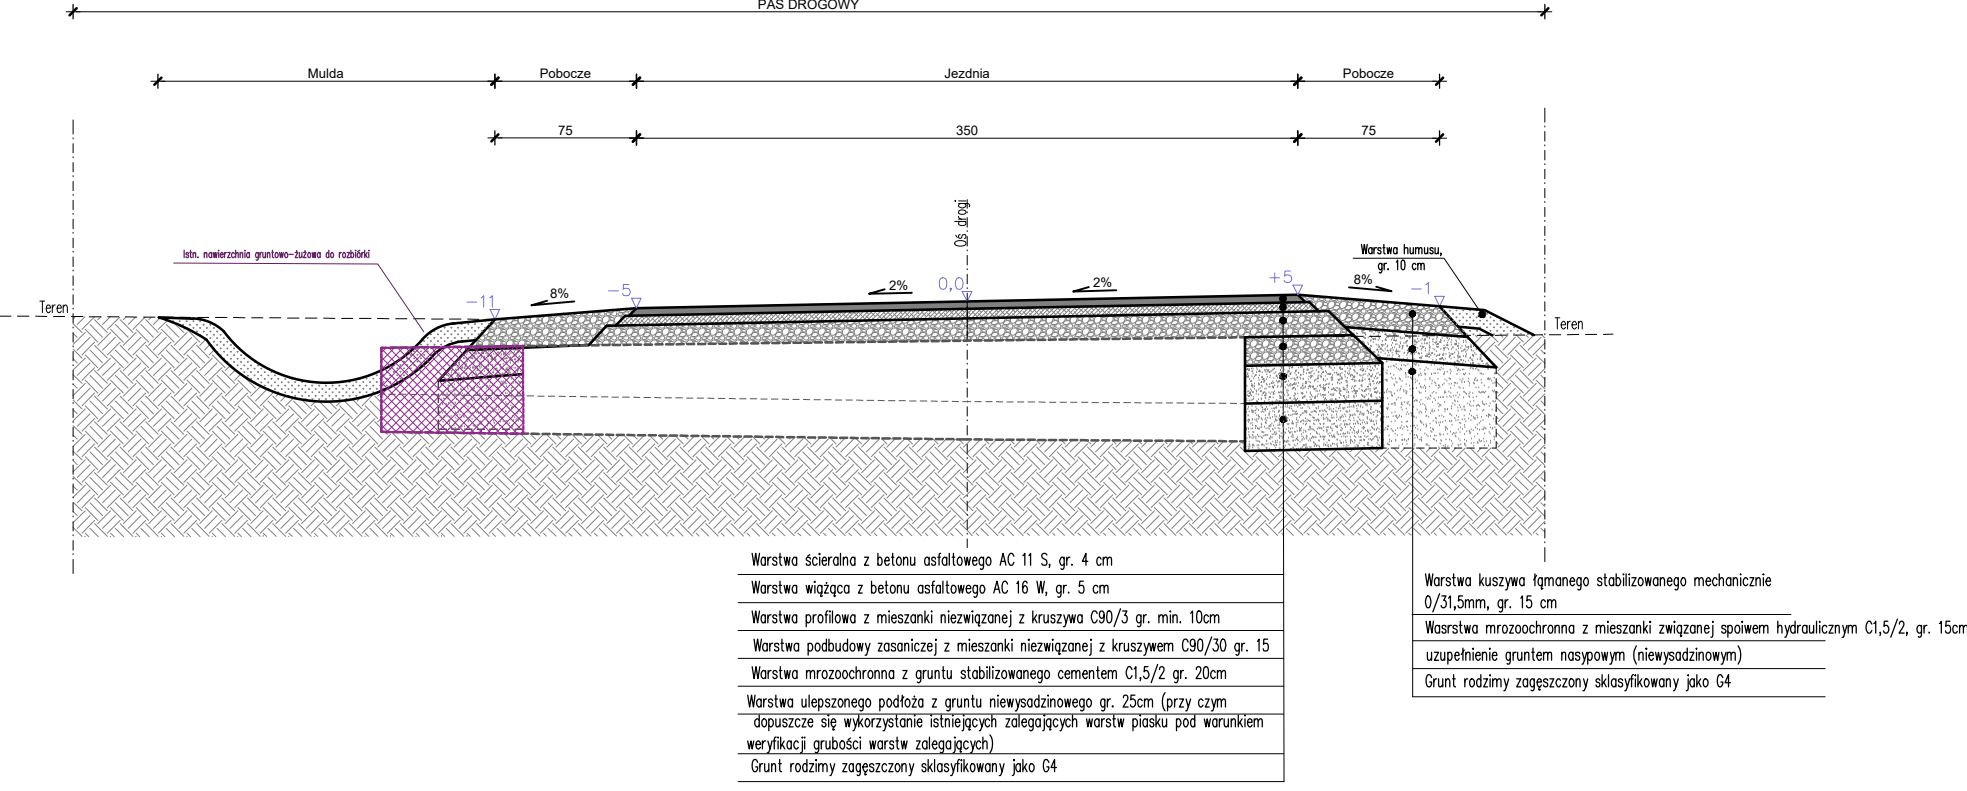 PAS DROGOWY
Mulda
Pobocze
Jezdnia
Pobocze
75
350
75
Oś drogi
Istn. nawierzchnia gruntowo-żużowa do rozbiórki
Warstwa humusu,
gr. 10 cm
Teren
-11
8%
-5
2%
0,0
2%
+5
8%
-1
Teren
Warstwa ścieralna z betonu asfaltowego AC 11 S, gr. 4 cm
Warstwa wiążąca z betonu asfaltowego AC 16 W, gr. 5 cm
Warstwa profilowa z mieszanki niezwiązanej z kruszywa C90/3 gr. min. 10cm
Warstwa podbudowy zasaniczej z mieszanki niezwiązanej z kruszywem C90/30 gr. 15
Warstwa mrozoochronna z gruntu stabilizowanego cementem C1,5/2 gr. 20cm
Warstwa ulepszonego podłoża z gruntu niewysadzinowego gr. 25cm (przy czym
dopuszcze się wykorzystanie istniejących zalegających warstw piasku pod warunkiem
weryfikacji grubości warstw zalegających)
Grunt rodzimy zagęszczony sklasyfikowany jako G4
Warstwa kuszywa łąmanego stabilizowanego mechanicznie
0/31,5mm, gr. 15 cm
Wasrstwa mrozoochronna z mieszanki związanej spoiwem hydraulicznym C1,5/2, gr. 15cm
uzupełnienie gruntem nasypowym (niewysadzinowym)
Grunt rodzimy zagęszczony sklasyfikowany jako G4